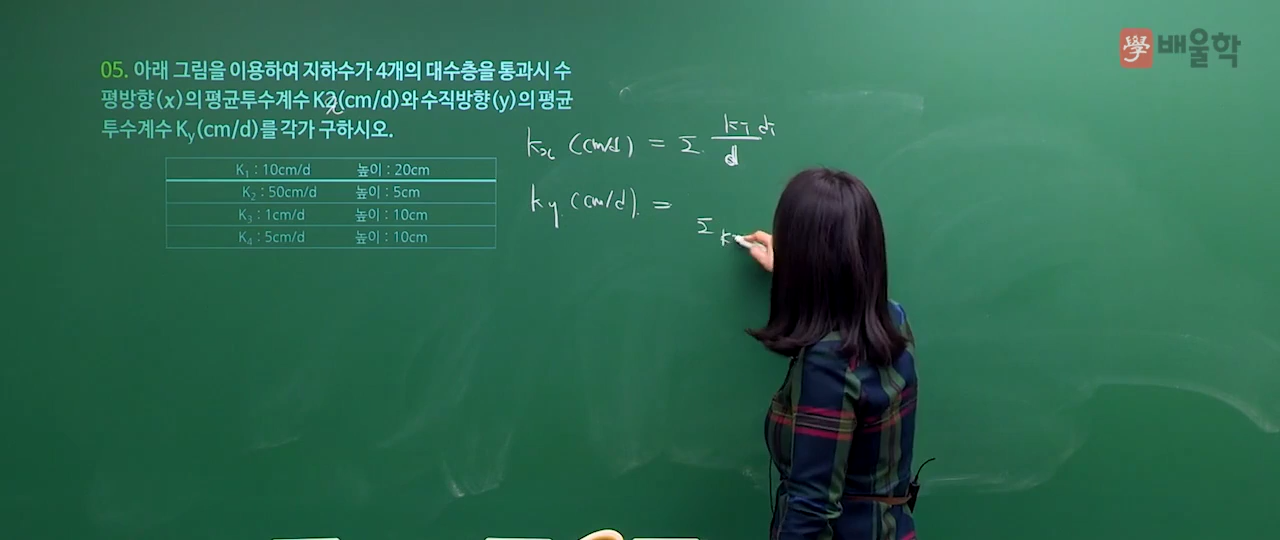 學 배울학
05. 아래 그림을 이용하여 지하수가 4개의 대수층을 통과시 수
평방향(x)의 평균투수계수 Kx(cm/d)와 수직방향(y)의 평균
투수계수 Ky(cm/d)를 각각 구하시오.
K1 : 10cm/d 높이 : 20cm
K2 : 50cm/d 높이 : 5cm
K3 : 1cm/d 높이 : 10cm
K4 : 5cm/d 높이 : 10cm
kx (cm/d) = Σ ki di / d
ky (cm/d) =
Σ k